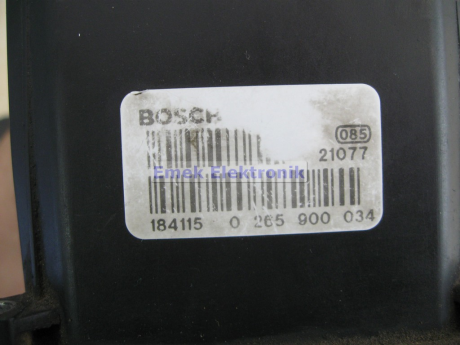 BOSCH
085
21077
Emek Elektronik
184115 0 265 900 034